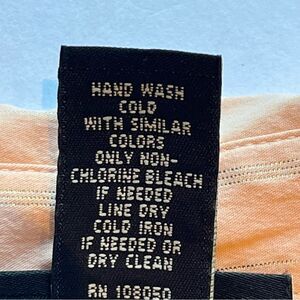 HAND WASH
COLD
WITH SIMILAR
COLORS
ONLY NON-
CHLORINE BLEACH
IF NEEDED
LINE DRY
COLD IRON
IF NEEDED OR
DRY CLEAN
RN 108050